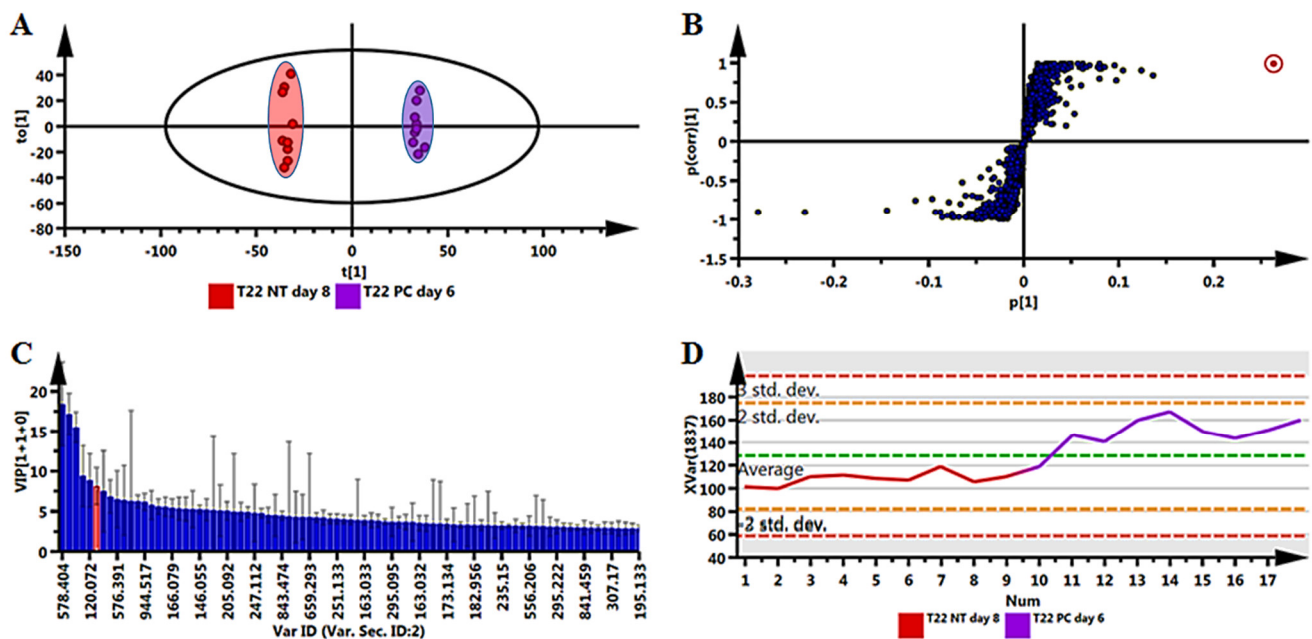 A
to[1]
40
20
0
-20
-40
-60
-80
-150
-100
-50
0
50
100
t[1]
T22 NT day 8
T22 PC day 6
B
p(corr)[1]
1
0.5
0
-0.5
-1
-1.5
-0.3
-0.1
0
0.1
0.2
p[1]
C
VIP[1+1+0]
20
15
10
5
0
578.404
120.072
576.391
944.517
166.079
146.055
205.092
247.112
843.474
659.293
251.133
163.033
295.095
163.032
173.134
182.956
235.15
556.206
295.222
841.459
307.17
195.133
Var ID (Var. Sec. ID:2)
D
XVar(1837)
180
160
140
120
100
80
60
40
3 std. dev.
2 std. dev.
Average
-2 std. dev.
1 2 3 4 5 6 7 8 9 10 11 12 13 14 15 16 17
Num
T22 NT day 8
T22 PC day 6